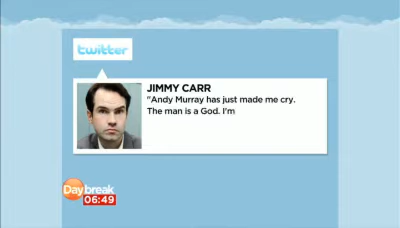 twitter
JIMMY CARR
"Andy Murray has just made me cry.
The man is a God. I'm
Daybreak
06:49